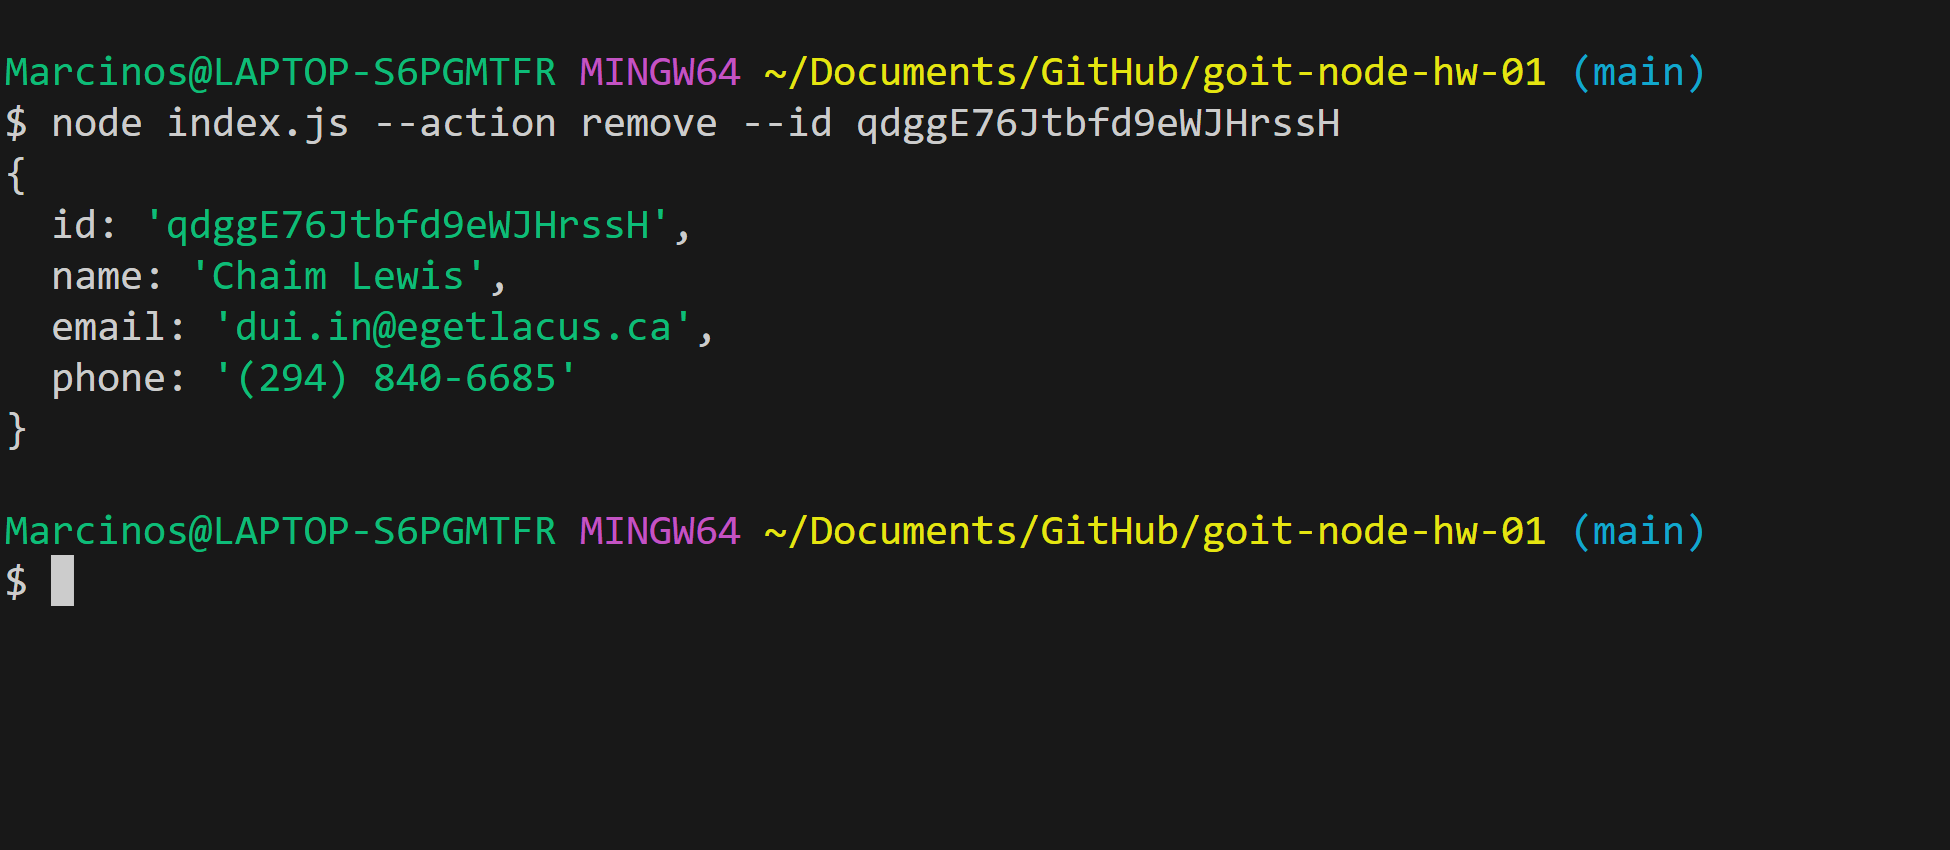 Marcinos@LAPTOP-S6PGMTFR MINGW64 ~/Documents/GitHub/goit-node-hw-01 (main)
$ node index.js --action remove --id qdggE76Jtbfd9eWJHrssH
{
  id: 'qdggE76Jtbfd9eWJHrssH',
  name: 'Chaim Lewis',
  email: 'dui.in@egetlacus.ca',
  phone: '(294) 840-6685'
}
Marcinos@LAPTOP-S6PGMTFR MINGW64 ~/Documents/GitHub/goit-node-hw-01 (main)
$